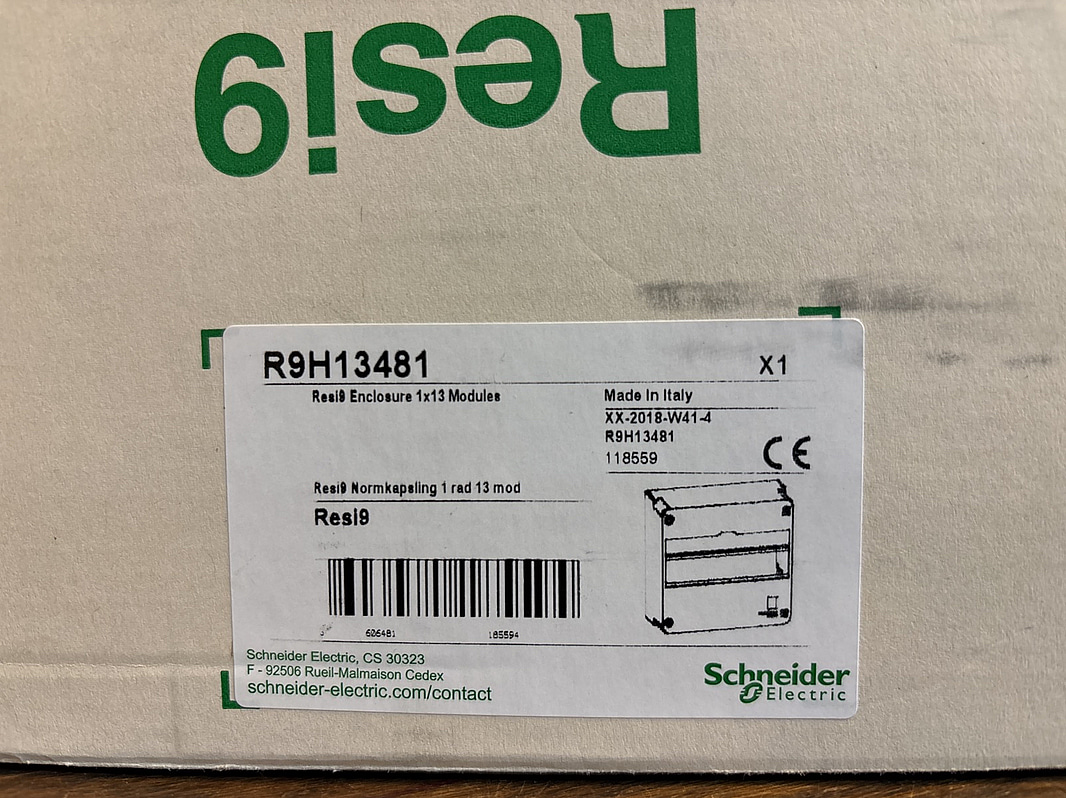 Resi9
R9H13481
X1
Resi9 Enclosure 1x13 Modules
Made In Italy
XX-2018-W41-4
R9H13481
118559
CE
Resi9 Normkapsling 1 rad 13 mod
Resi9
606481 185594
Schneider Electric, CS 30323
F - 92506 Rueil-Malmaison Cedex
schneider-electric.com/contact
Schneider
Electric